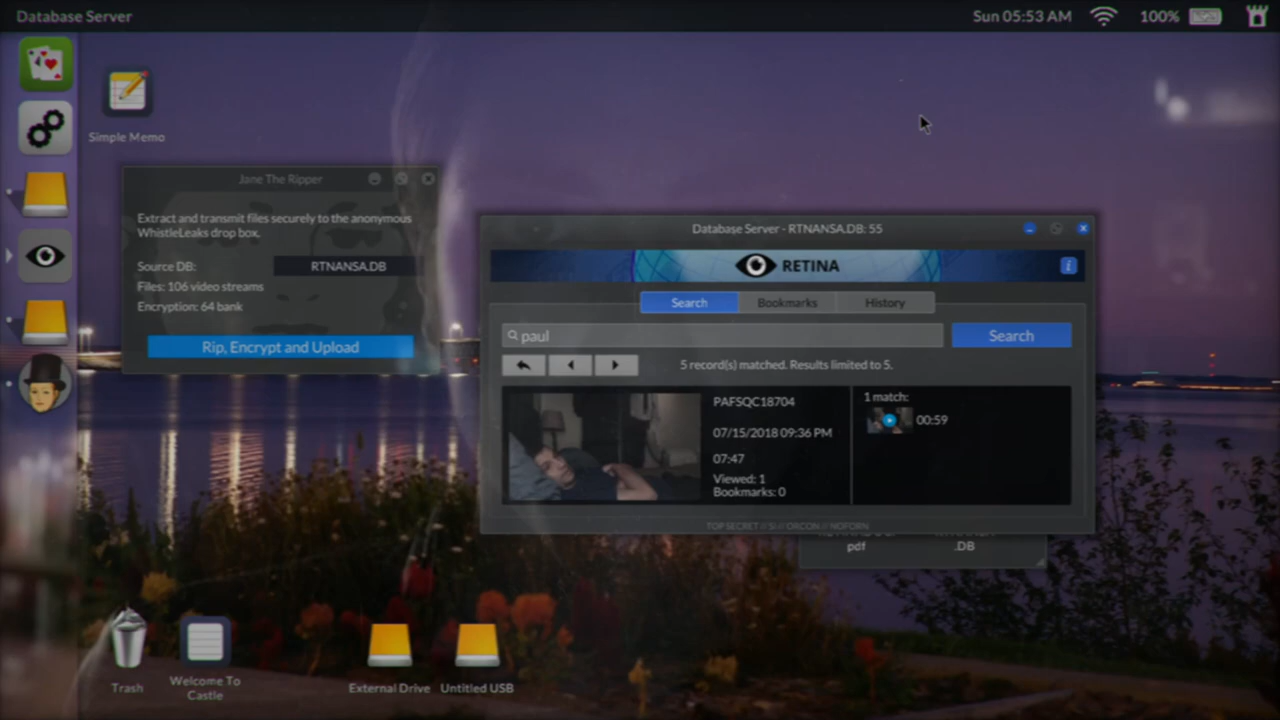 Database Server
Sun 05:53 AM
100%
Simple Memo
Jane The Ripper
Extract and transmit files securely to the anonymous
WhistleLeaks drop box.
Source DB:
RTNANSA.DB
Files: 106 video streams
Encryption: 64 bank
Rip, Encrypt and Upload
Database Server - RTNANSA.DB: 55
RETINA
i
Search
Bookmarks
History
paul
Search
5 record(s) matched. Results limited to 5.
PAFSQC18704
07/15/2018 09:36 PM
07:47
Viewed: 1
Bookmarks: 0
1 match:
00:59
TOP SECRET // SI // ORCON // NOFORN
pdf
.DB
Trash
Welcome To
Castle
External Drive
Untitled USB